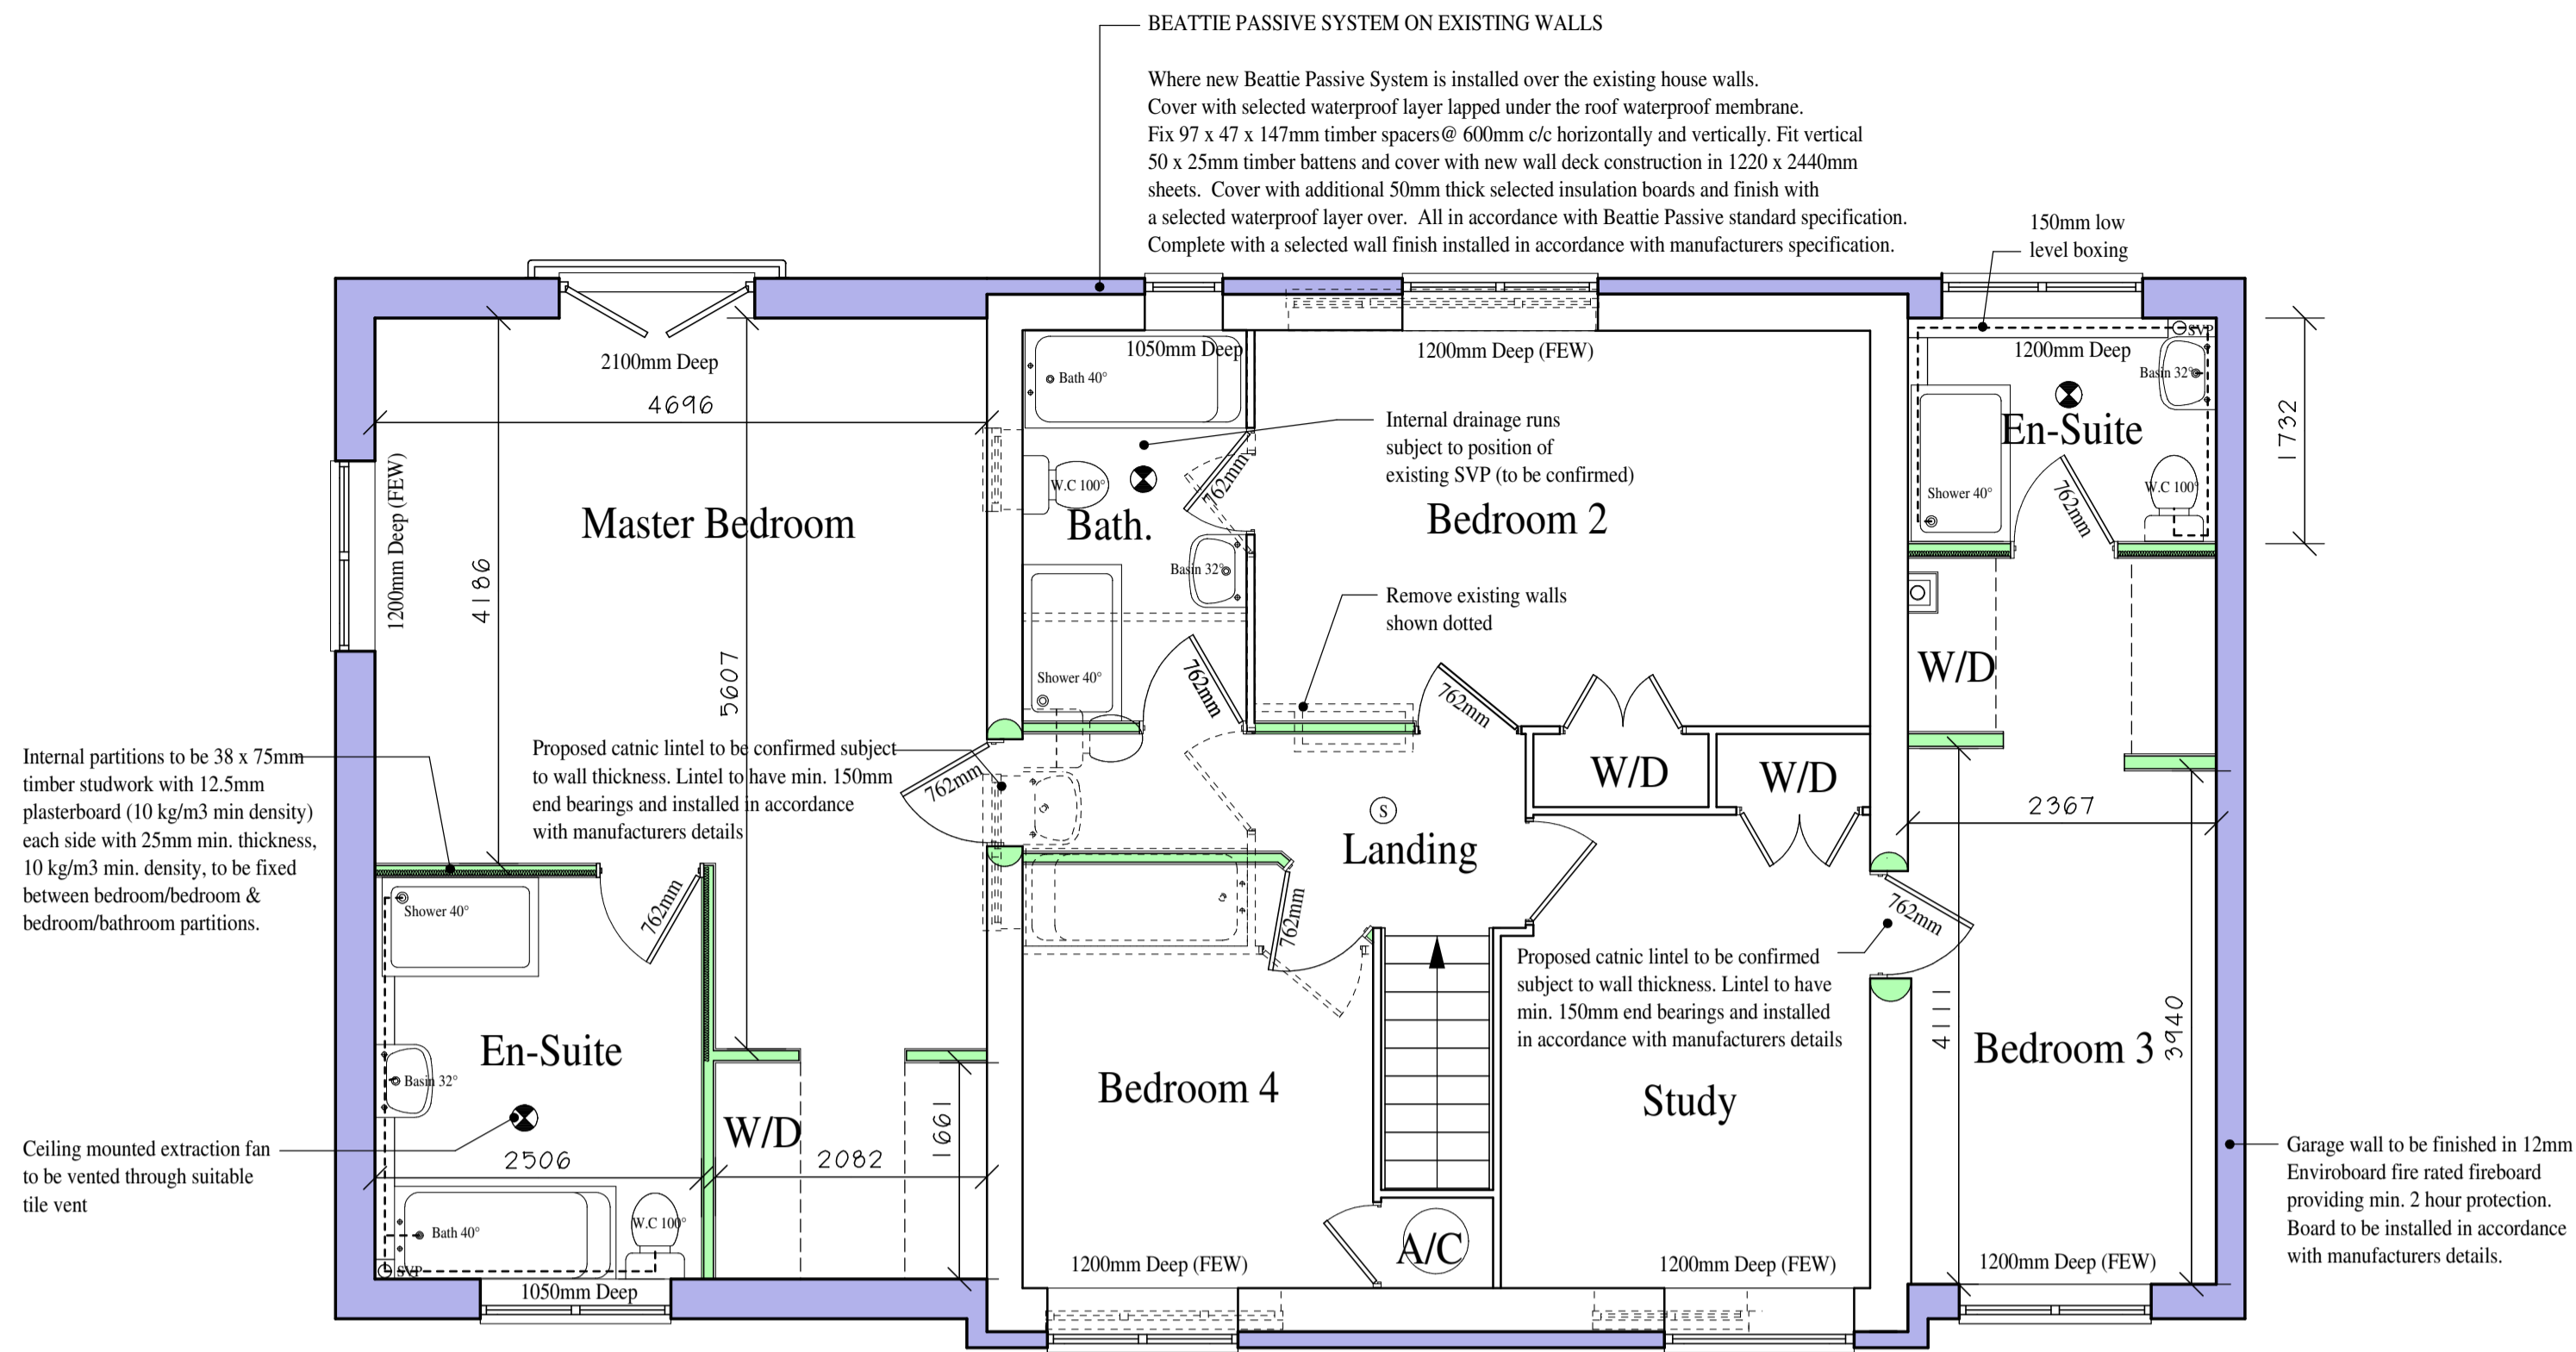 BEATTIE PASSIVE SYSTEM ON EXISTING WALLS
Where new Beattie Passive System is installed over the existing house walls.
Cover with selected waterproof layer lapped under the roof waterproof membrane.
Fix 97 x 47 x 147mm timber spacers@ 600mm c/c horizontally and vertically. Fit vertical
50 x 25mm timber battens and cover with new wall deck construction in 1220 x 2440mm
sheets.  Cover with additional 50mm thick selected insulation boards and finish with
a selected waterproof layer over.  All in accordance with Beattie Passive standard specification.
Complete with a selected wall finish installed in accordance with manufacturers specification.
150mm low
level boxing
2100mm Deep
4696
1200mm Deep (FEW)
4186
5607
Master Bedroom
1050mm Deep
Bath 40°
W.C 100°
762mm
Bath.
Basin 32°
Shower 40°
762mm
1200mm Deep (FEW)
Internal drainage runs
subject to position of
existing SVP (to be confirmed)
Bedroom 2
Remove existing walls
shown dotted
762mm
W/D
W/D
SVP
1200mm Deep
Basin 32°
En-Suite
Shower 40°
762mm
W.C 100°
1732
W/D
2367
Internal partitions to be 38 x 75mm
timber studwork with 12.5mm
plasterboard (10 kg/m3 min density)
each side with 25mm min. thickness,
10 kg/m3 min. density, to be fixed
between bedroom/bedroom &
bedroom/bathroom partitions.
Proposed catnic lintel to be confirmed subject
to wall thickness. Lintel to have min. 150mm
end bearings and installed in accordance
with manufacturers details
762mm
S
Landing
762mm
762mm
Shower 40°
762mm
En-Suite
Basin 32°
Ceiling mounted extraction fan
to be vented through suitable
tile vent
2506
Bath 40°
W.C 100°
SVP
1050mm Deep
W/D
2082
1661
Bedroom 4
1200mm Deep (FEW)
A/C
Proposed catnic lintel to be confirmed
subject to wall thickness. Lintel to have
min. 150mm end bearings and installed
in accordance with manufacturers details
Study
1200mm Deep (FEW)
4111
Bedroom 3
3940
1200mm Deep (FEW)
Garage wall to be finished in 12mm
Enviroboard fire rated fireboard
providing min. 2 hour protection.
Board to be installed in accordance
with manufacturers details.